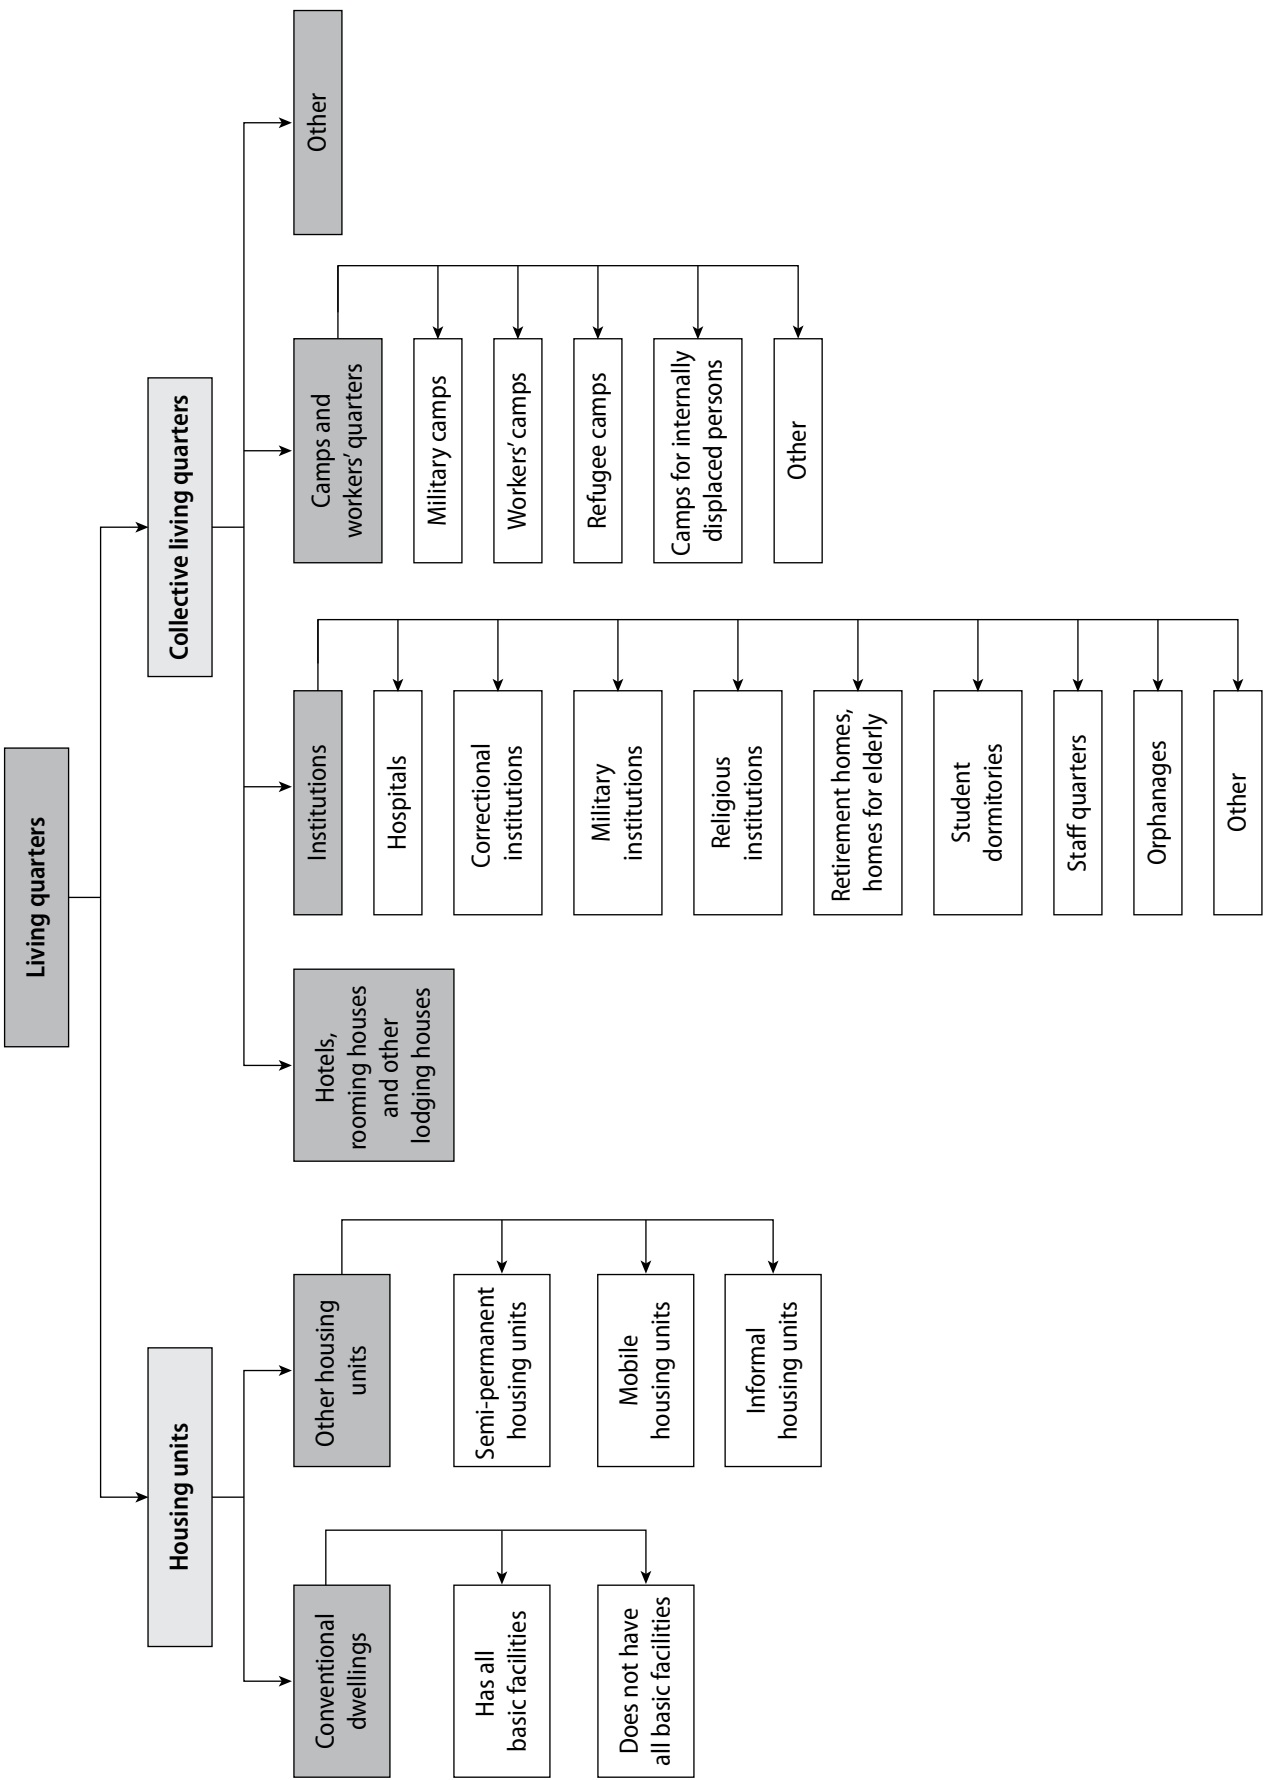 Living quarters
Housing units
Collective living quarters
Conventional
dwellings
Has all
basic facilities
Does not have
all basic facilities
Other housing
units
Semi-permanent
housing units
Mobile
housing units
Informal
housing units
Hotels,
rooming houses
and other
lodging houses
Institutions
Hospitals
Correctional
institutions
Military
institutions
Religious
institutions
Retirement homes,
homes for elderly
Student
dormitories
Staff quarters
Orphanages
Other
Camps and
workers’ quarters
Military camps
Workers’ camps
Refugee camps
Camps for internally
displaced persons
Other
Other